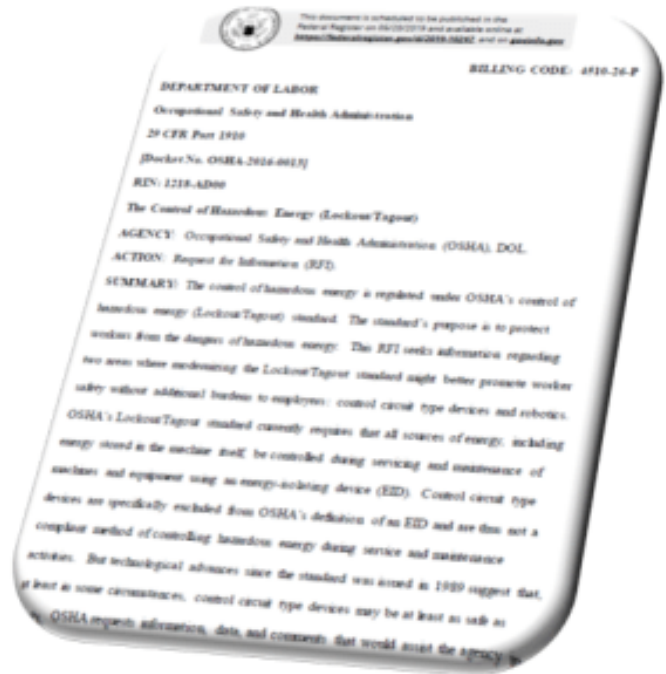 This document is scheduled to be published in the
Federal Register on 05/20/2019 and available online at
and on govinfo.gov
BILLING CODE: 4510-26-P
DEPARTMENT OF LABOR
Occupational Safety and Health Administration
29 CFR Part 1910
[Docket No. OSHA-2016-0013]
RIN: 1218-AD00
The Control of Hazardous Energy (Lockout/Tagout)
AGENCY: Occupational Safety and Health Administration (OSHA), DOL.
ACTION: Request for Information (RFI).
SUMMARY: The control of hazardous energy is regulated under OSHA's control of
hazardous energy (Lockout/Tagout) standard. The standard's purpose is to protect
workers from the dangers of hazardous energy. This RFI seeks information regarding
two areas where modernizing the Lockout/Tagout standard might better promote worker
safety without additional burdens to employers: control circuit type devices and robotics.
OSHA's Lockout/Tagout standard currently requires that all sources of energy, including
energy stored in the machine itself, be controlled during servicing and maintenance of
machines and equipment using an energy-isolating device (EID). Control circuit type
devices are specifically excluded from OSHA's definition of an EID and are thus not a
compliant method of controlling hazardous energy during service and maintenance
activities. But technological advances since the standard was issued in 1989 suggest that,
at least in some circumstances, control circuit type devices may be at least as safe as
OSHA requests information, data, and comments that would assist the agency